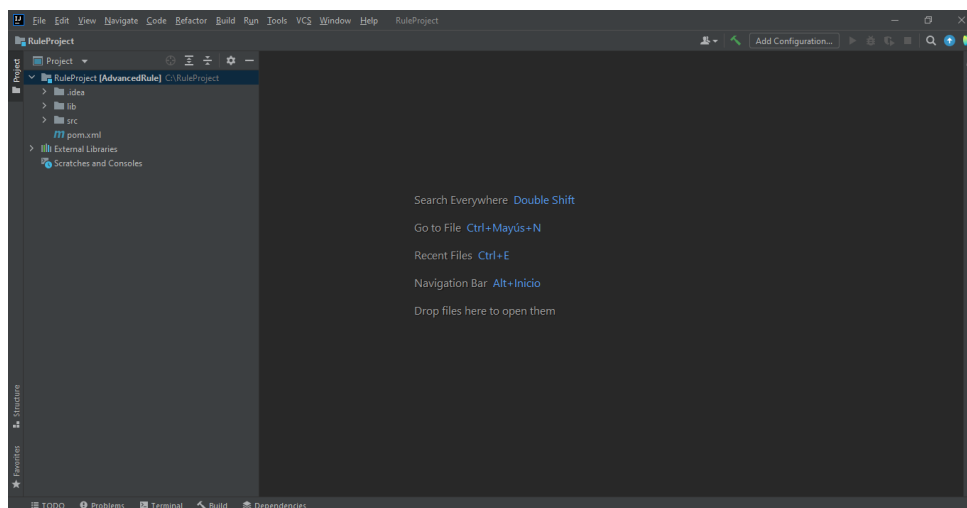 IJ File Edit View Navigate Code Refactor Build Run Tools VCS Window Help RuleProject
RuleProject
Add Configuration...
Project
Project
RuleProject [AdvancedRule] C:\RuleProject
.idea
lib
src
m pom.xml
External Libraries
Scratches and Consoles
Search Everywhere Double Shift
Go to File Ctrl+Mayús+N
Recent Files Ctrl+E
Navigation Bar Alt+Inicio
Drop files here to open them
Structure
Favorites
TODO Problems Terminal Build Dependencies